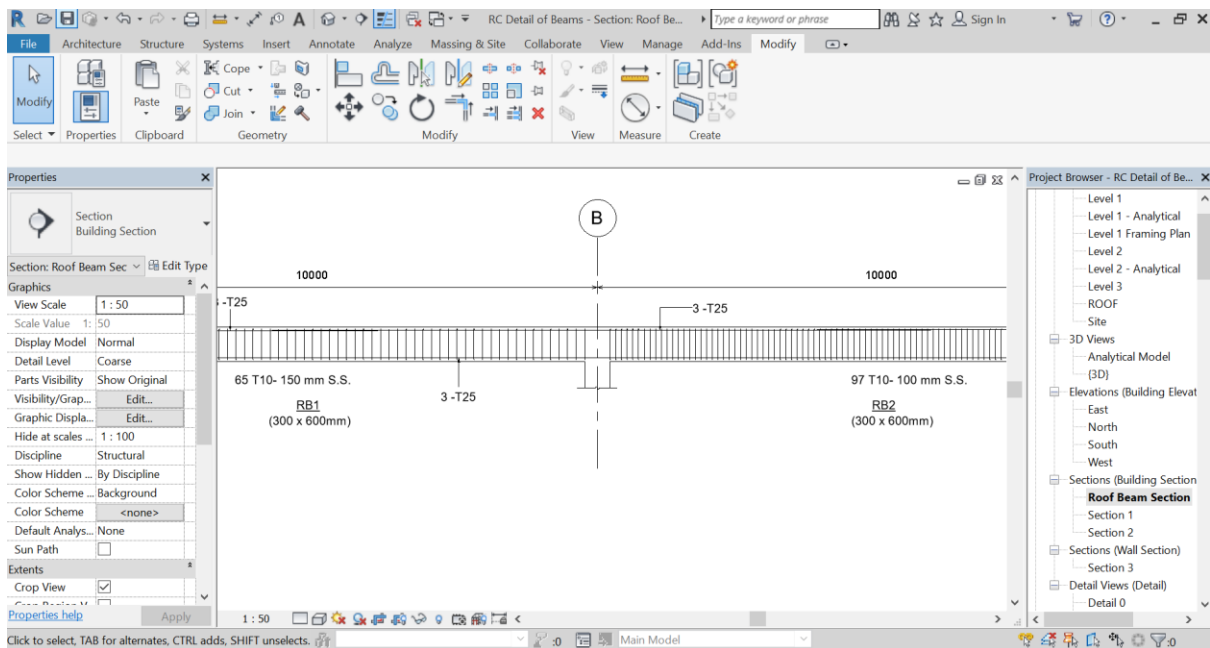 RC Detail of Beams - Section: Roof Be...
Type a keyword or phrase
Sign In
File Architecture Structure Systems Insert Annotate Analyze Massing & Site Collaborate View Manage Add-Ins Modify
Modify
Paste
Cope
Cut
Join
Select Properties Clipboard Geometry Modify View Measure Create
Properties
Section
Building Section
Section: Roof Beam Sec Edit Type
Graphics
View Scale 1 : 50
Scale Value 1: 50
Display Model Normal
Detail Level Coarse
Parts Visibility Show Original
Visibility/Grap... Edit...
Graphic Displa... Edit...
Hide at scales ... 1 : 100
Discipline Structural
Show Hidden ... By Discipline
Color Scheme ... Background
Color Scheme <none>
Default Analys... None
Sun Path
Extents
Crop View
Properties help Apply
B
10000 10000
-T25
3 -T25
65 T10- 150 mm S.S.
3 -T25
97 T10- 100 mm S.S.
RB1
(300 x 600mm)
RB2
(300 x 600mm)
1 : 50
Project Browser - RC Detail of Be...
Level 1
Level 1 - Analytical
Level 1 Framing Plan
Level 2
Level 2 - Analytical
Level 3
ROOF
Site
3D Views
Analytical Model
{3D}
Elevations (Building Elevat
East
North
South
West
Sections (Building Section
Roof Beam Section
Section 1
Section 2
Sections (Wall Section)
Section 3
Detail Views (Detail)
Detail 0
Click to select, TAB for alternates, CTRL adds, SHIFT unselects.
:0
Main Model
:0